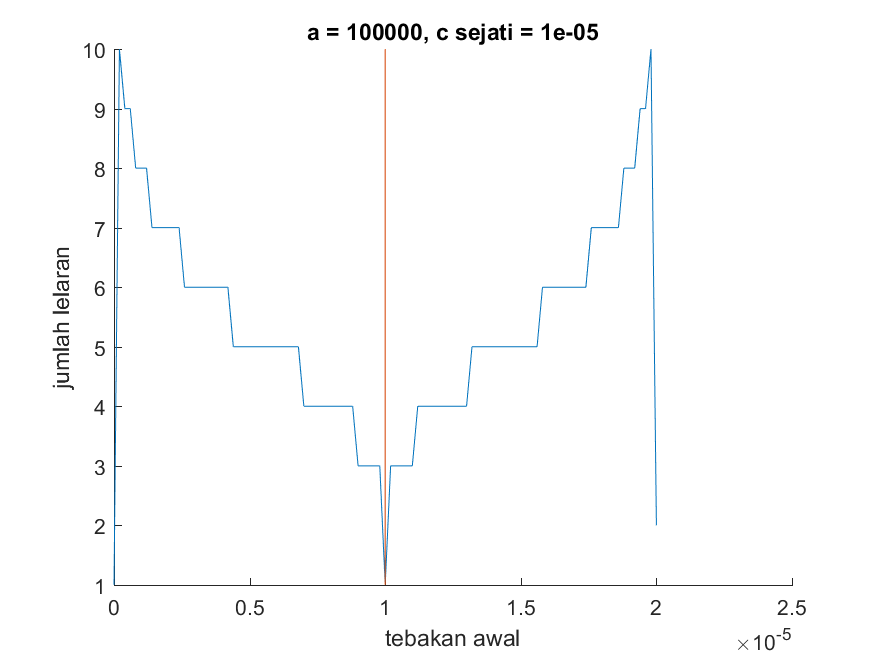 a = 100000, c sejati = 1e-05
10
9
8
7
6
5
4
3
2
1
jumlah lelaran
0 0.5 1 1.5 2 2.5
tebakan awal
×10-5